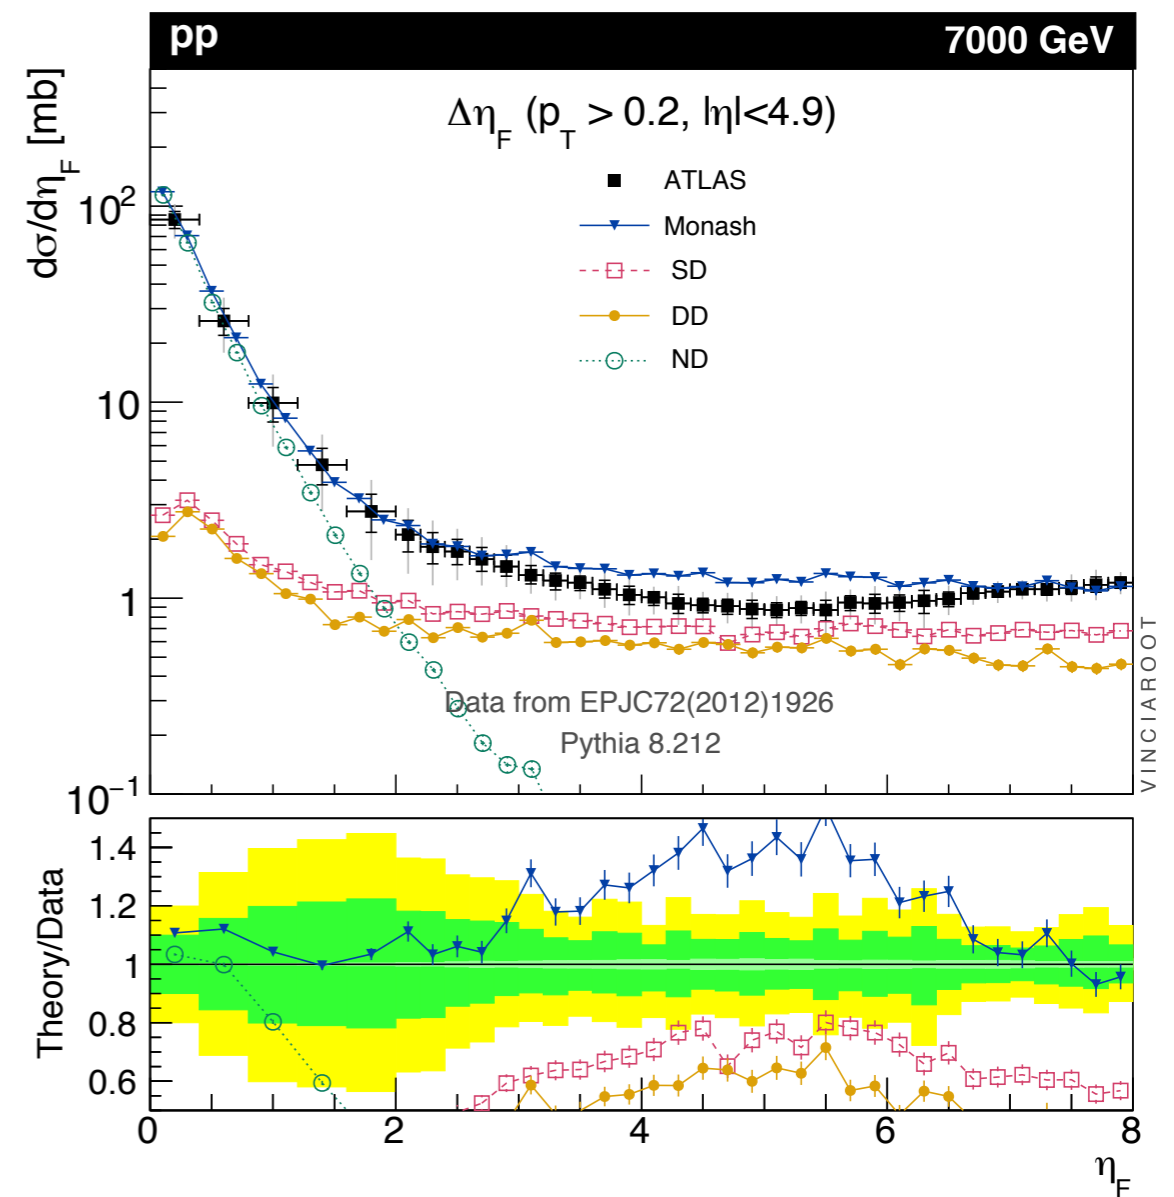 pp 7000 GeV
dσ/dη_F [mb]
Δη_F (p_T > 0.2, |η|<4.9)
ATLAS
Monash
SD
DD
ND
10²
10
1
10⁻¹
Data from EPJC72(2012)1926
Pythia 8.212
VINCIAROOT
Theory/Data
1.4
1.2
1
0.8
0.6
0 2 4 6 8
η_F